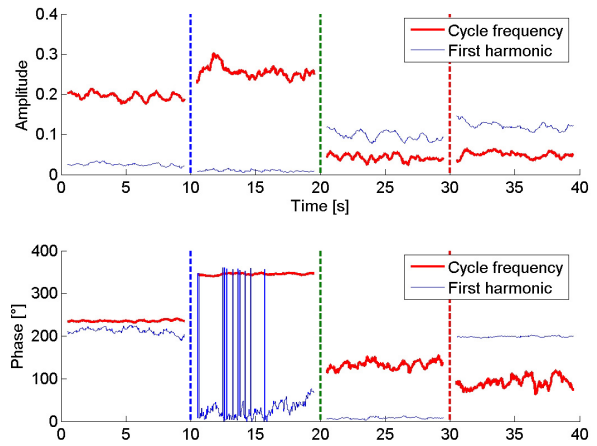 0.4
0.3
0.2
0.1
0
Amplitude
Cycle frequency
First harmonic
0 5 10 15 20 25 30 35 40
Time [s]
400
300
200
100
0
Phase [°]
Cycle frequency
First harmonic
0 5 10 15 20 25 30 35 40